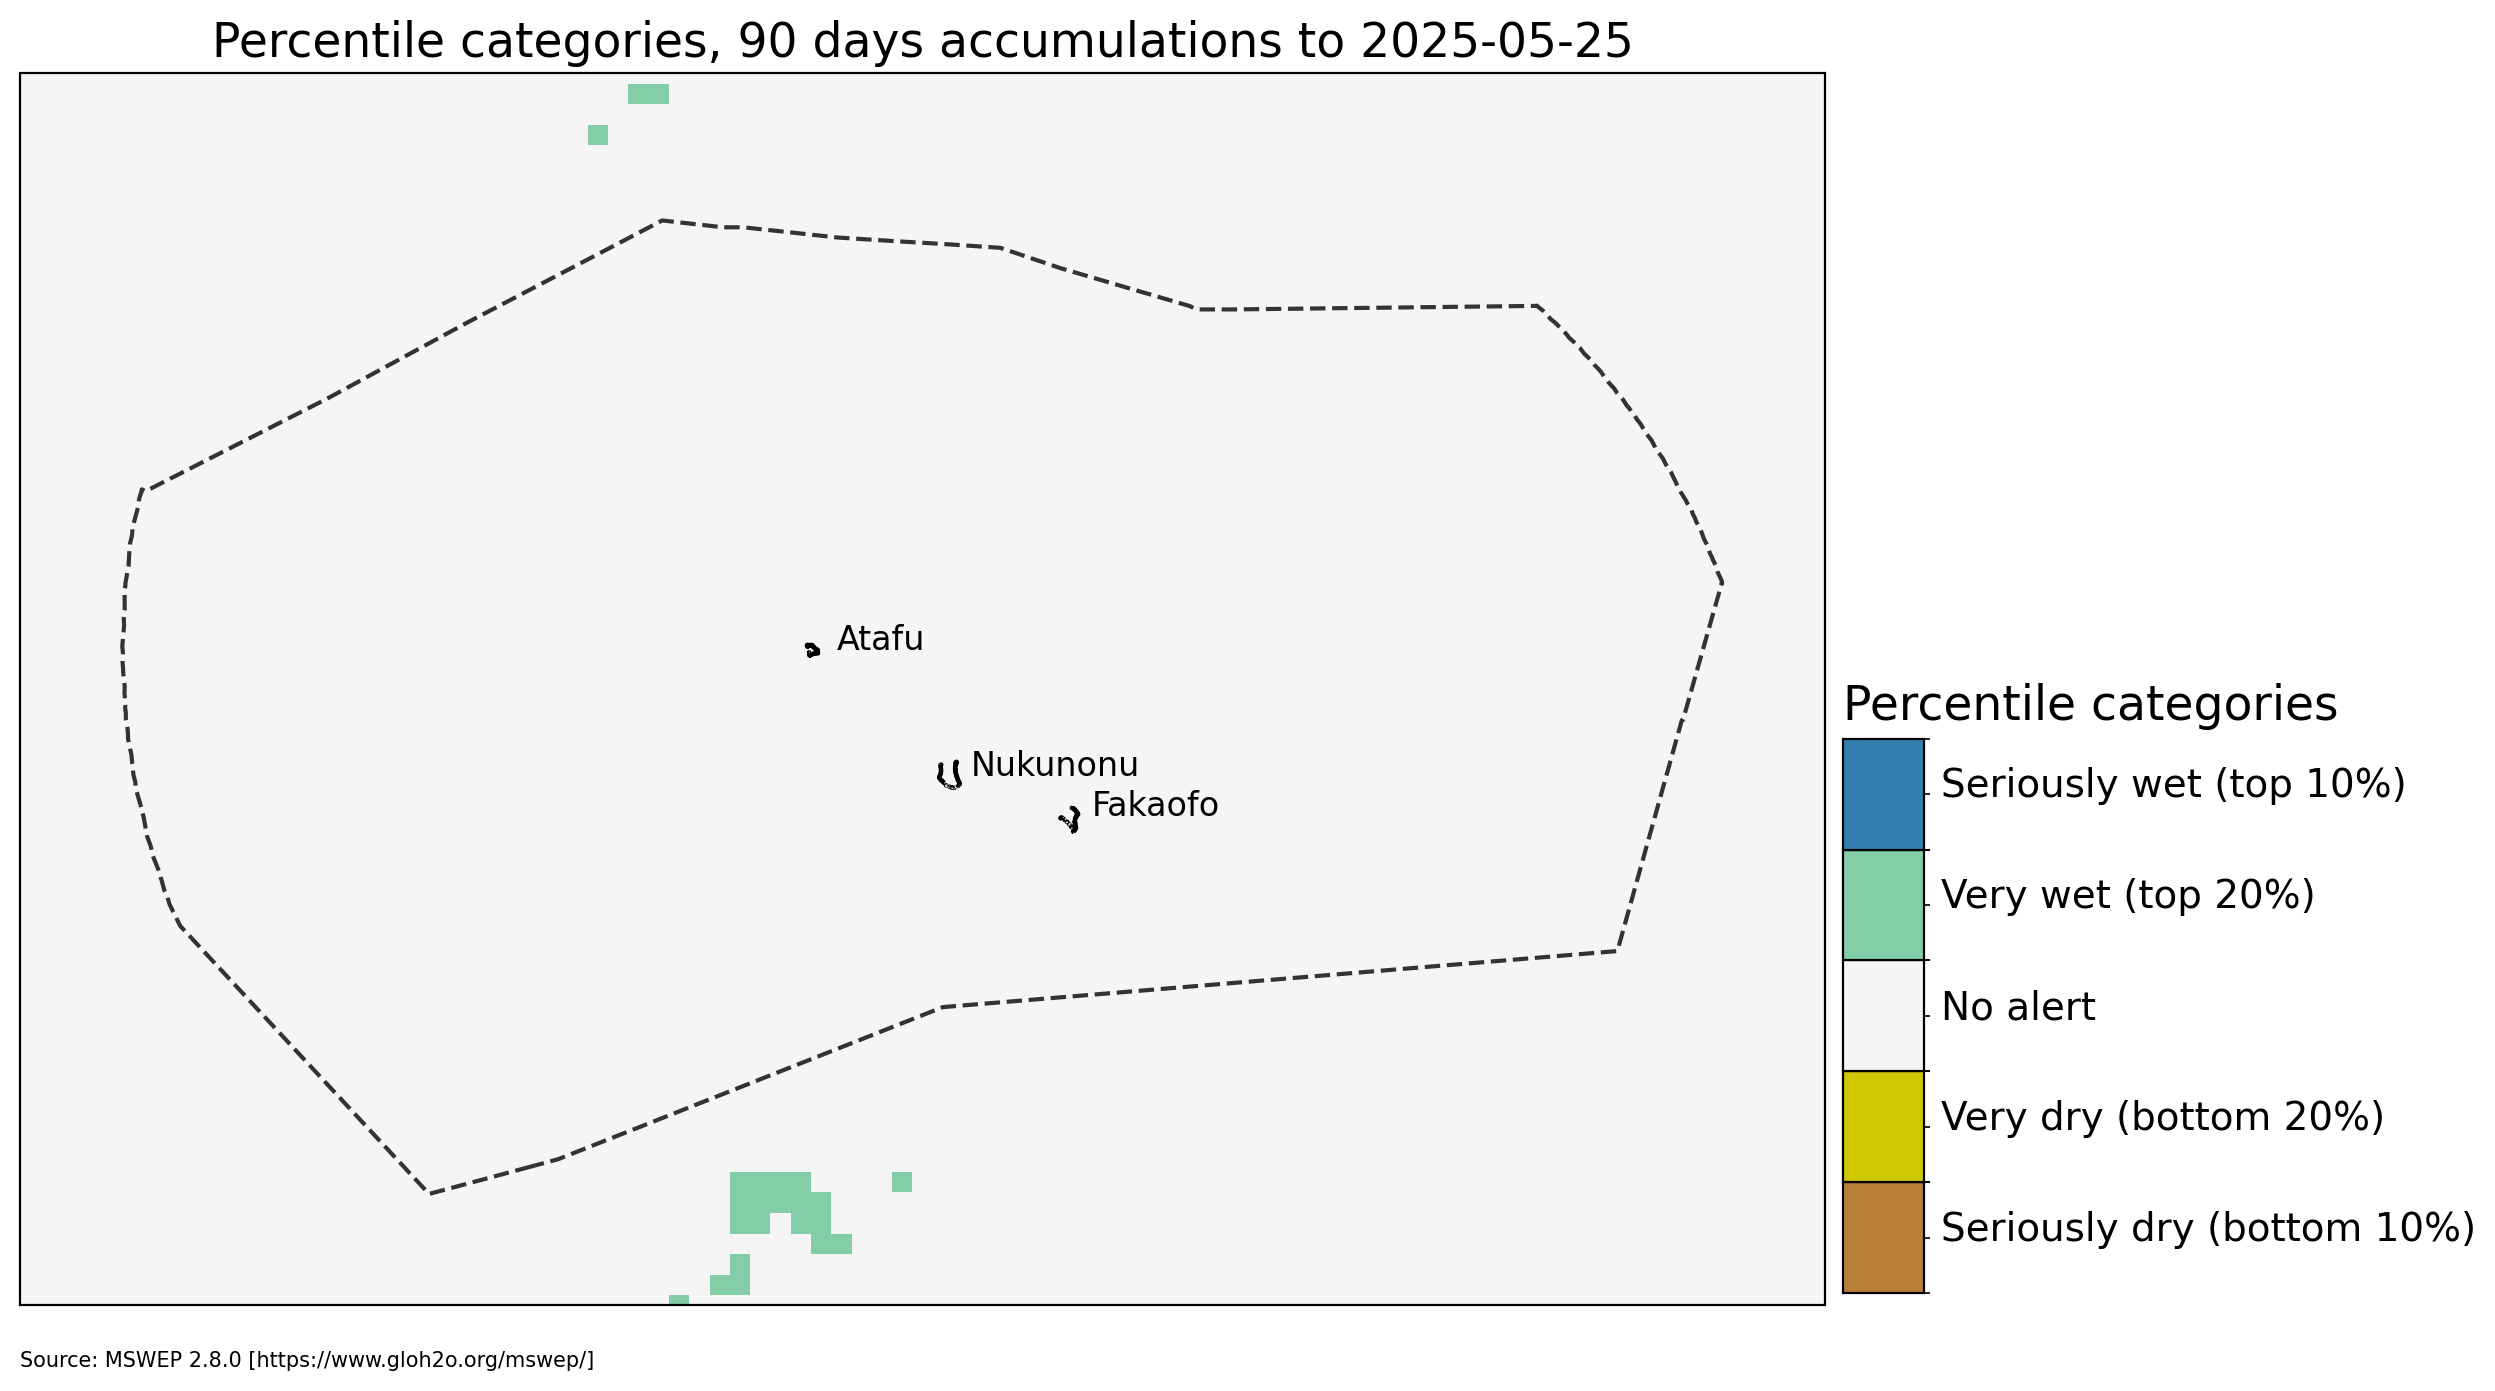 Percentile categories, 90 days accumulations to 2025-05-25
Atafu
Nukunonu
Fakaofo
Percentile categories
Seriously wet (top 10%)
Very wet (top 20%)
No alert
Very dry (bottom 20%)
Seriously dry (bottom 10%)
Source: MSWEP 2.8.0 [https://www.gloh2o.org/mswep/]